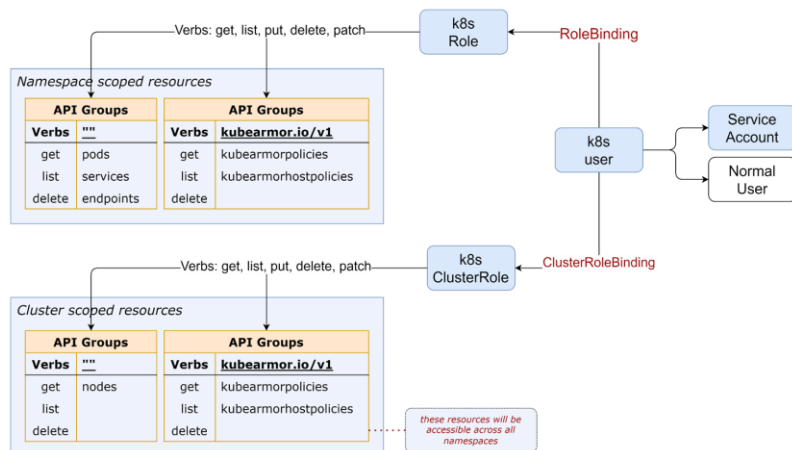 Verbs: get, list, put, delete, patch
k8s
Role
RoleBinding
Namespace scoped resources
API Groups
Verbs ""
get pods
list services
delete endpoints
API Groups
Verbs kubearmor.io/v1
get kubearmorpolicies
list kubearmorhostpolicies
delete
k8s
user
Service
Account
Normal
User
Verbs: get, list, put, delete, patch
k8s
ClusterRole
ClusterRoleBinding
Cluster scoped resources
API Groups
Verbs ""
get nodes
list
delete
API Groups
Verbs kubearmor.io/v1
get kubearmorpolicies
list kubearmorhostpolicies
delete
these resources will be
accessible across all
namespaces